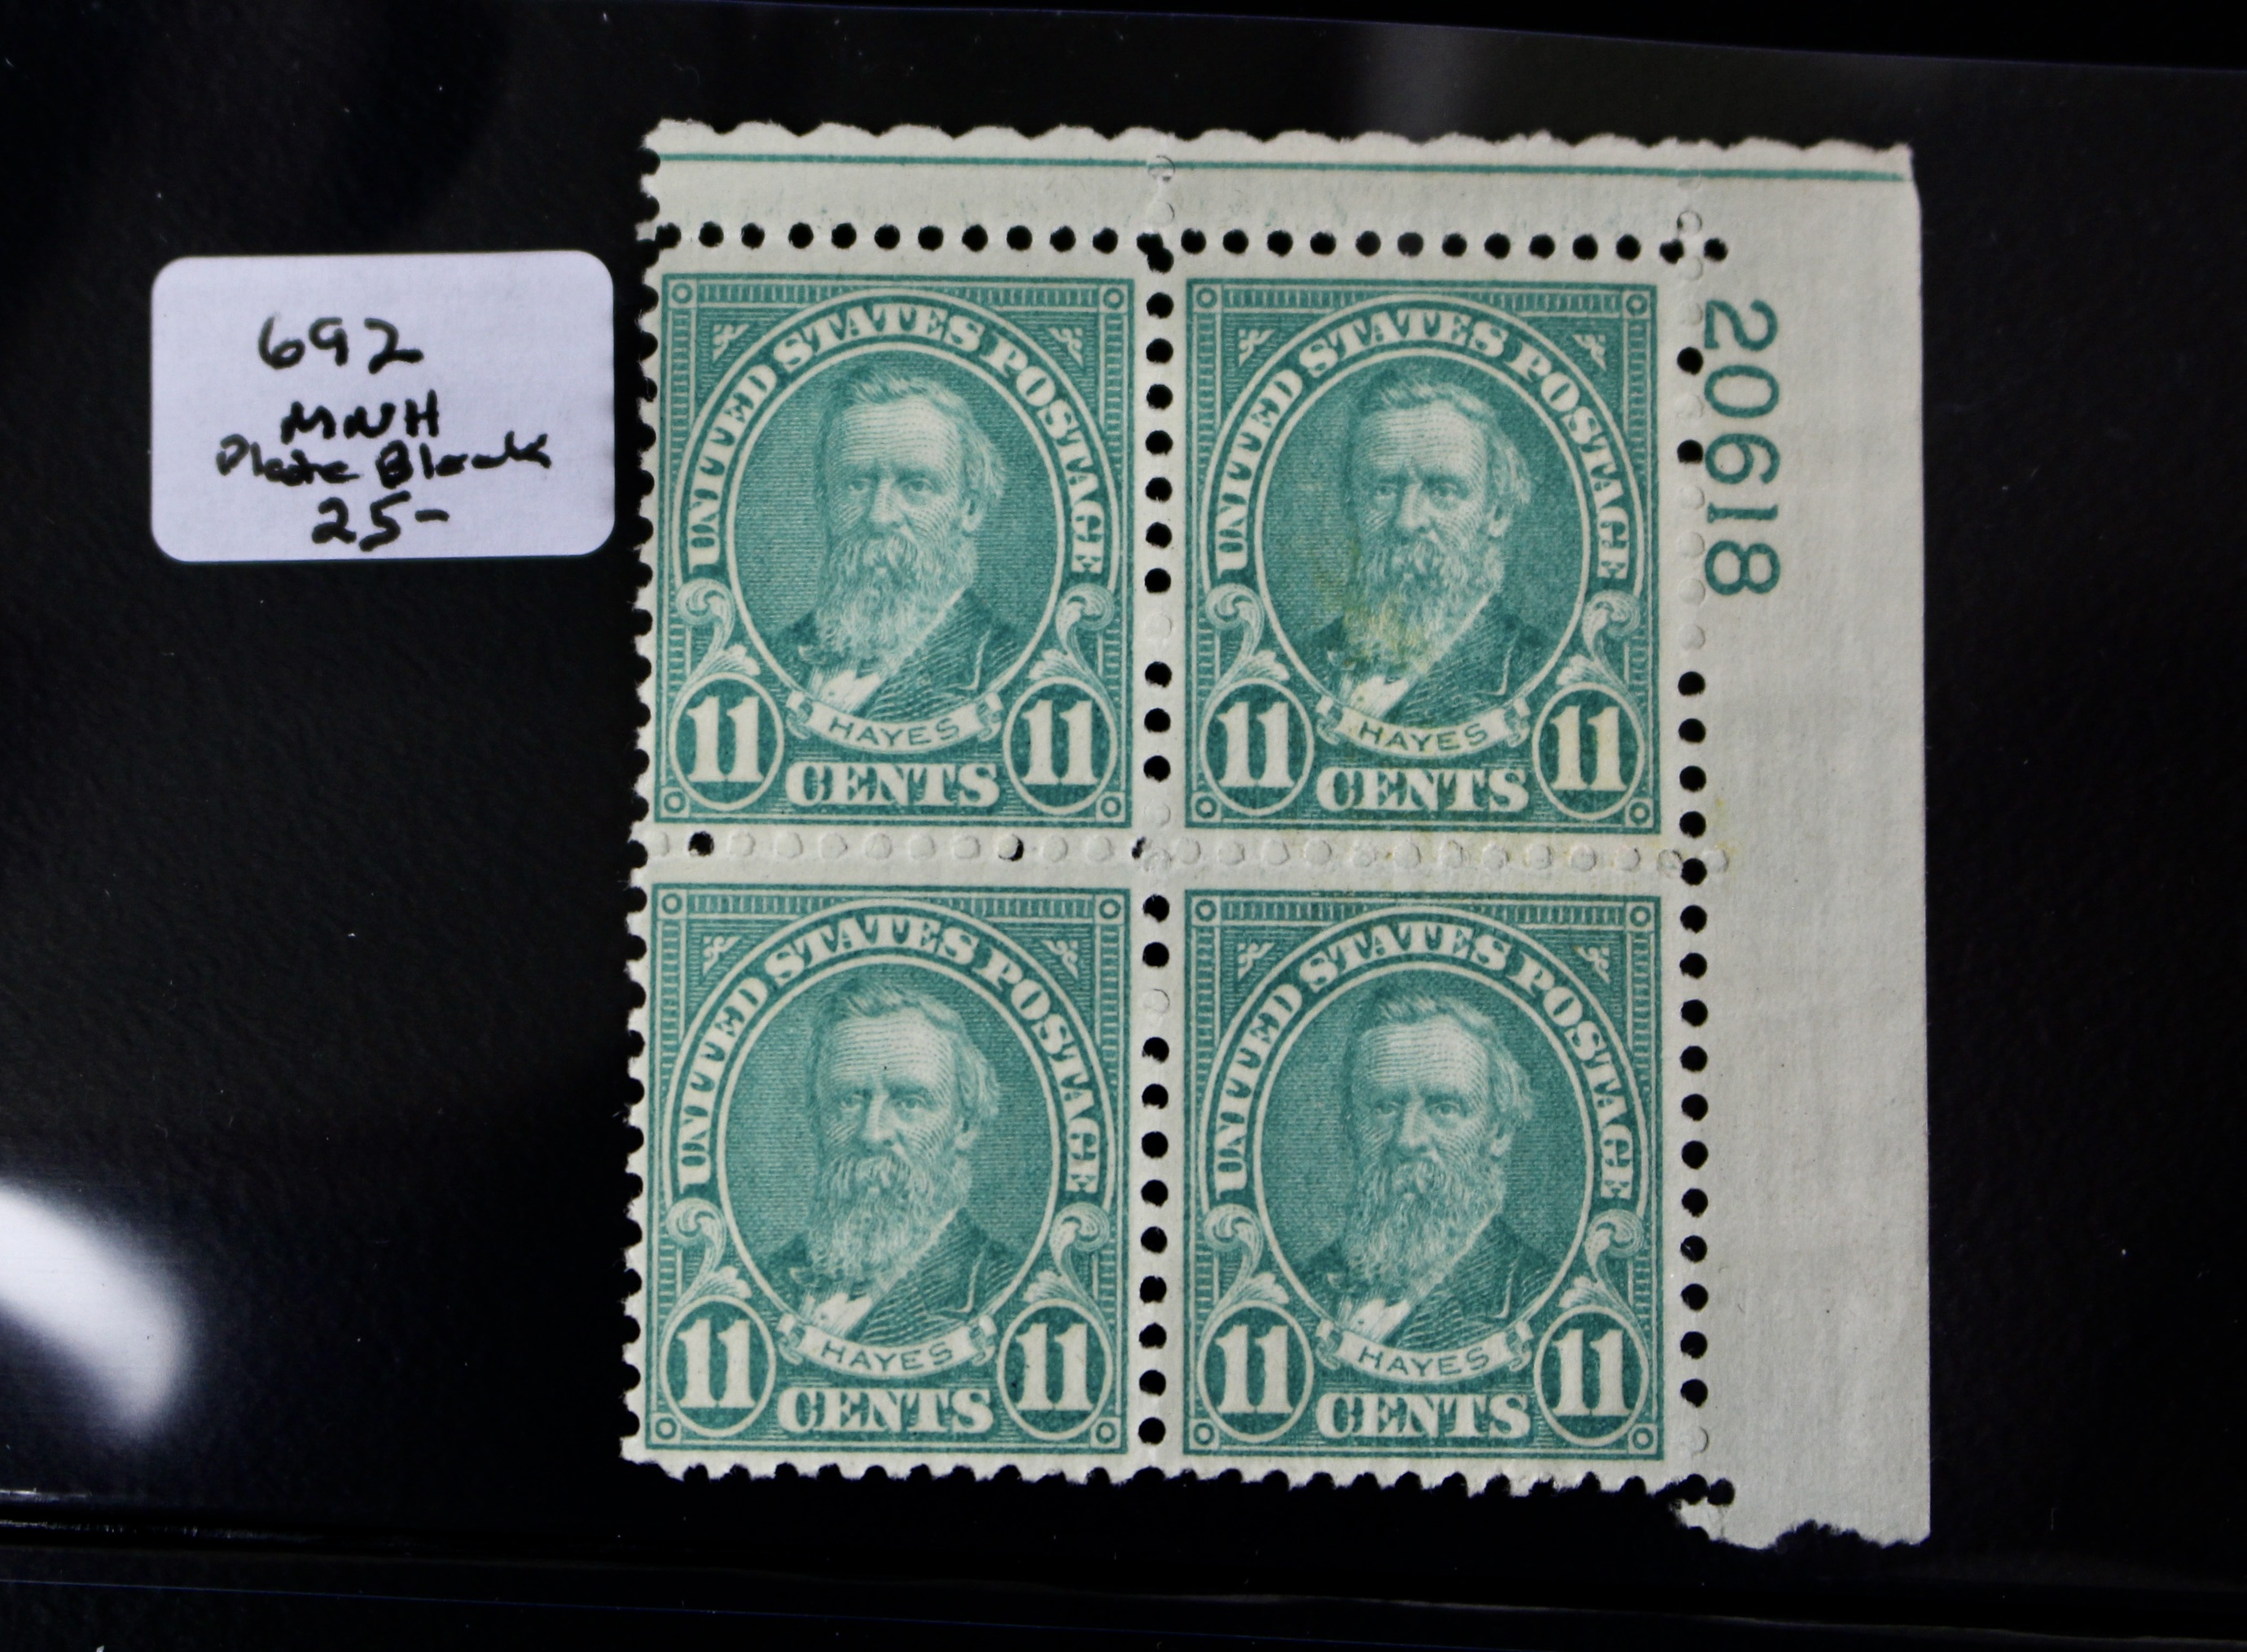 692
MNH
Plate Block
25-
20618
UNITED STATES POSTAGE
HAYES
11 11
CENTS
UNITED STATES POSTAGE
HAYES
11 11
CENTS
UNITED STATES POSTAGE
HAYES
11 11
CENTS
UNITED STATES POSTAGE
HAYES
11 11
CENTS